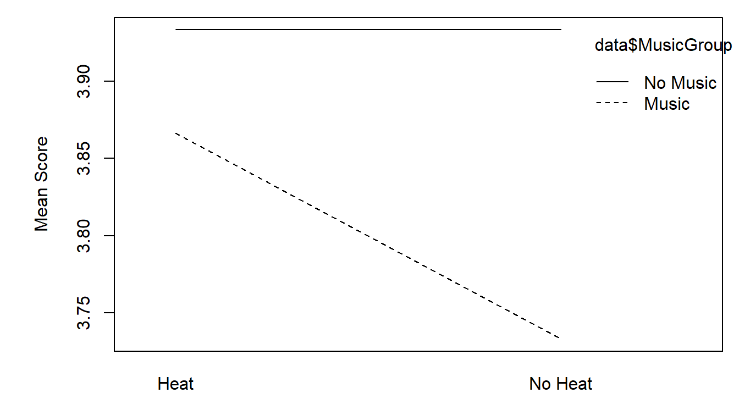 data$MusicGroup
No Music
Music
Mean Score
3.90
3.85
3.80
3.75
Heat No Heat